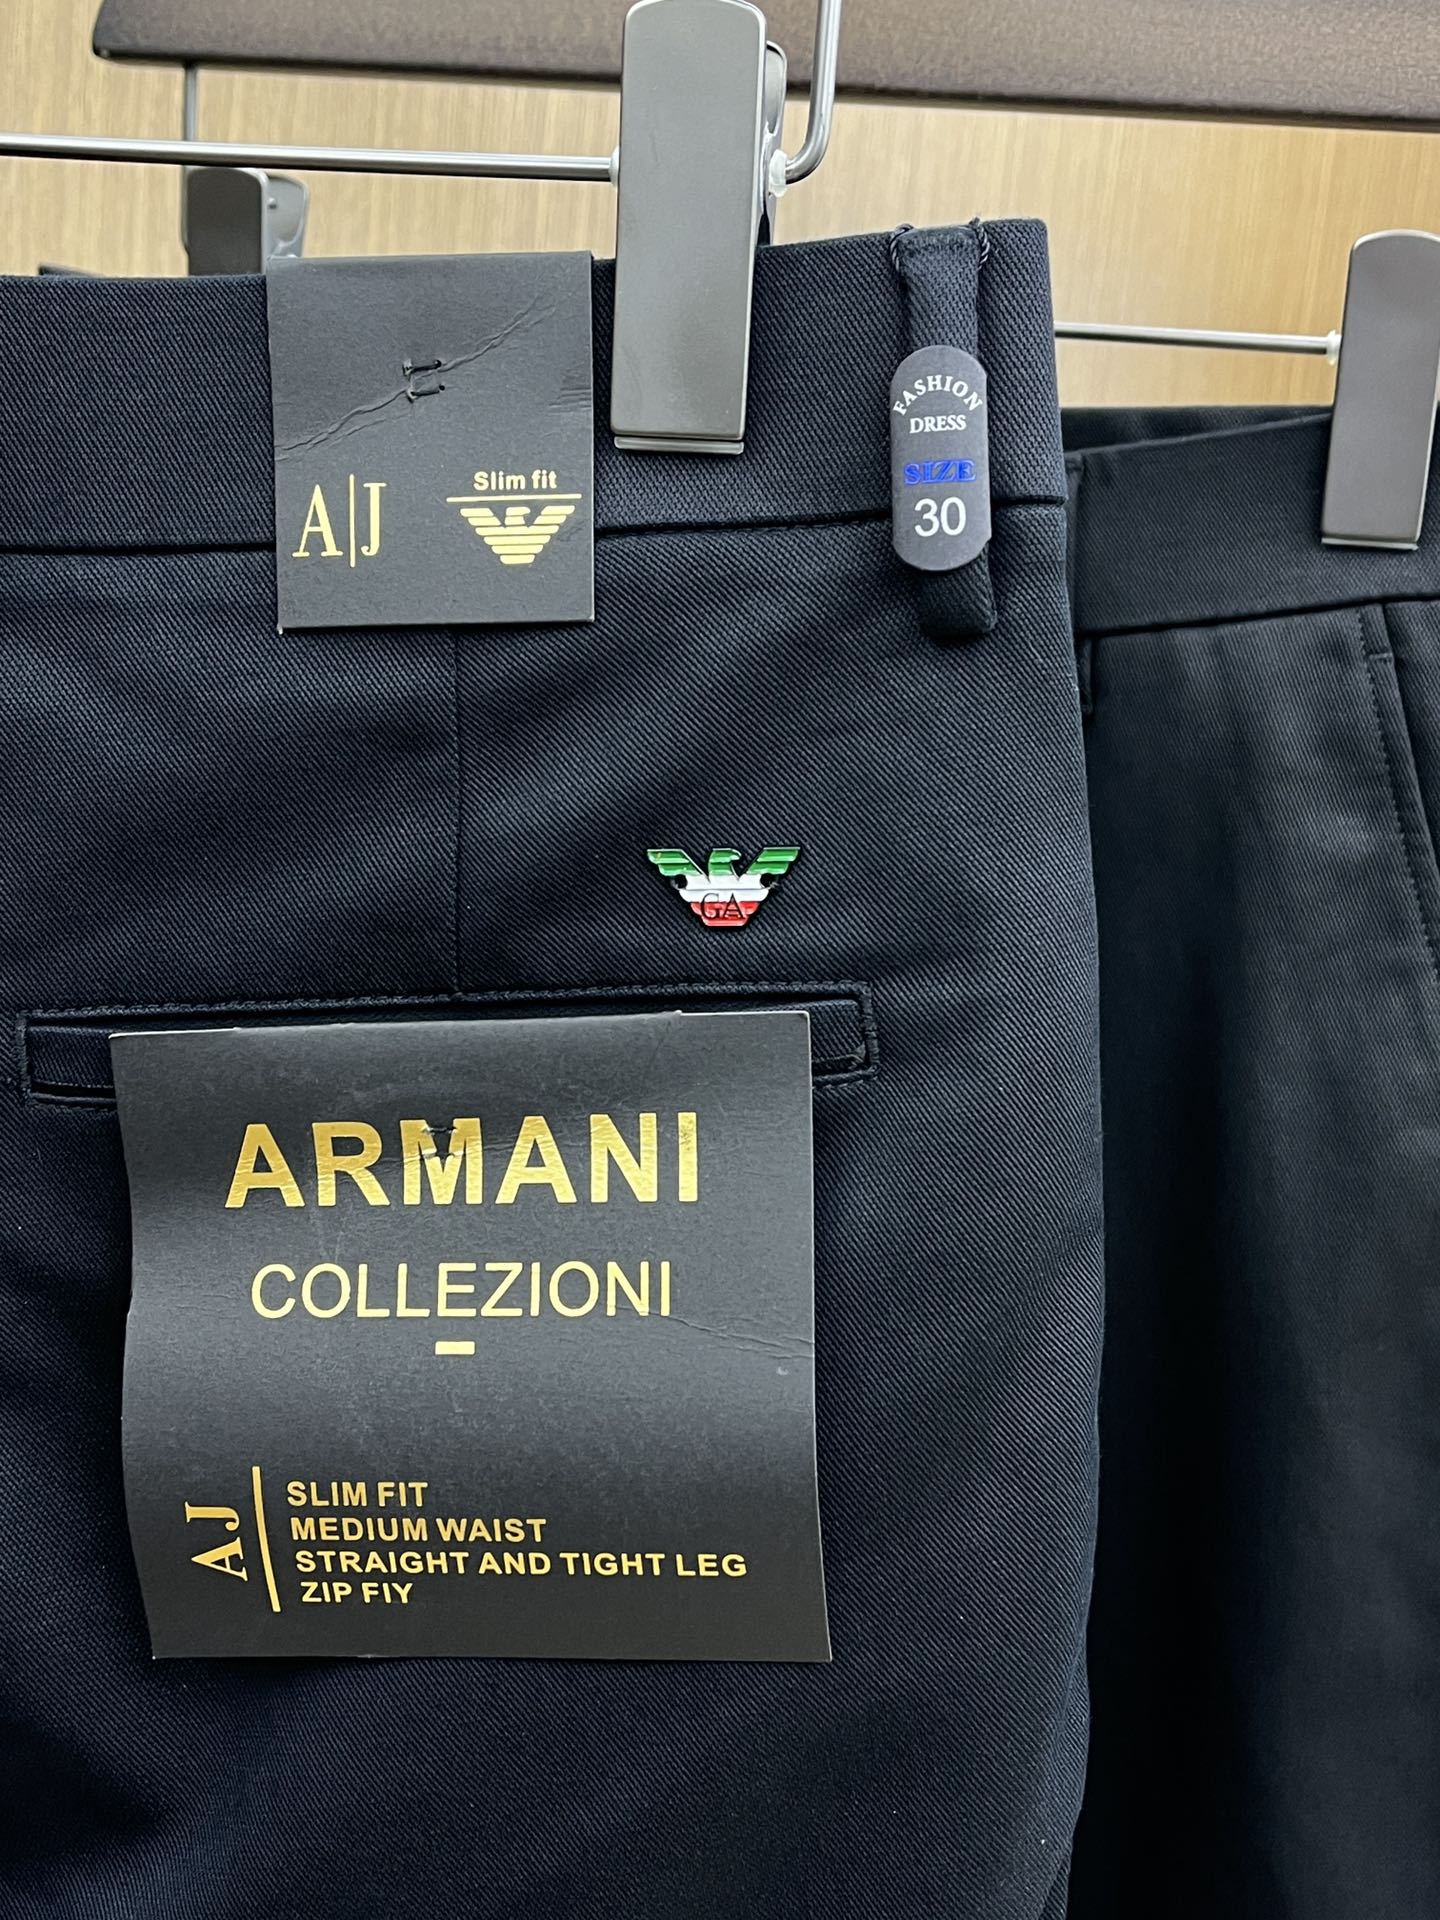 Slim fit
A|J
FASHION
DRESS
SIZE
30
GA
ARMANI
COLLEZIONI
AJ
SLIM FIT
MEDIUM WAIST
STRAIGHT AND TIGHT LEG
ZIP FIY